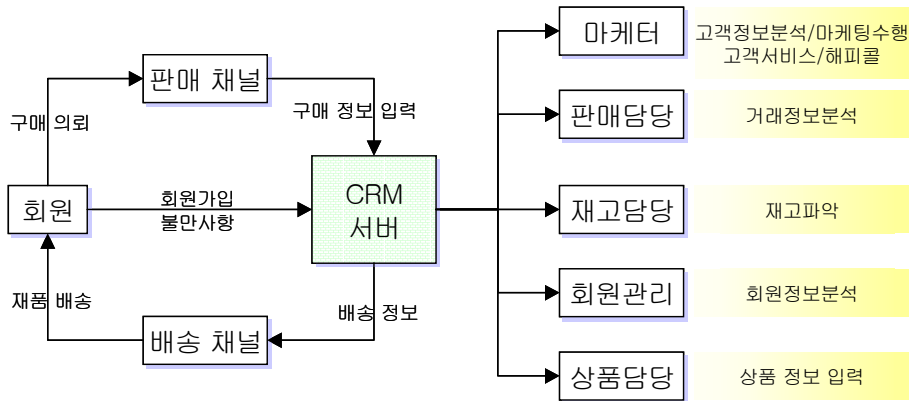 마케터
고객정보분석/마케팅수행
고객서비스/해피콜
판매 채널
구매 의뢰
구매 정보 입력
판매담당
거래정보분석
회원
회원가입
불만사항
CRM
서버
재고담당
재고파악
재품 배송
배송 정보
회원관리
회원정보분석
배송 채널
상품담당
상품 정보 입력